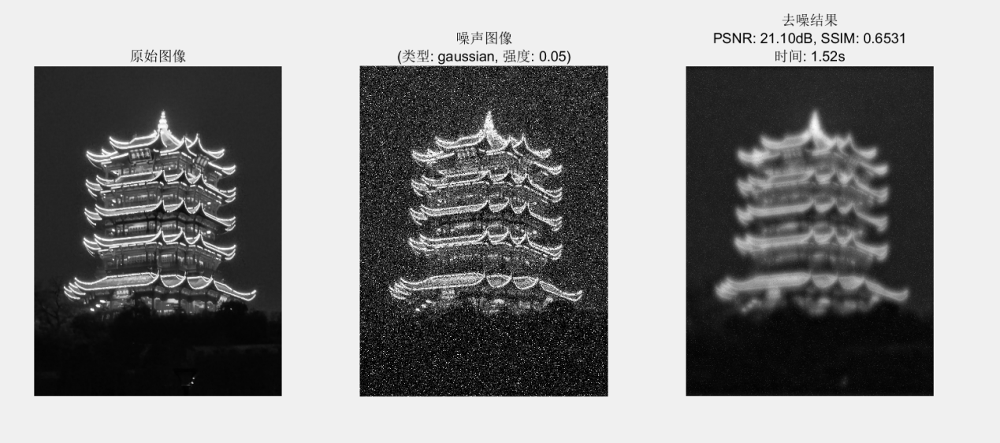 原始图像
噪声图像
(类型: gaussian, 强度: 0.05)
去噪结果
PSNR: 21.10dB, SSIM: 0.6531
时间: 1.52s